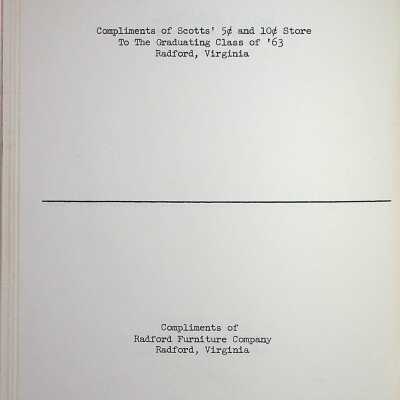 Compliments of Scotts' 5¢ and 10¢ Store
To The Graduating Class of '63
Radford, Virginia
Compliments of
Radford Furniture Company
Radford, Virginia